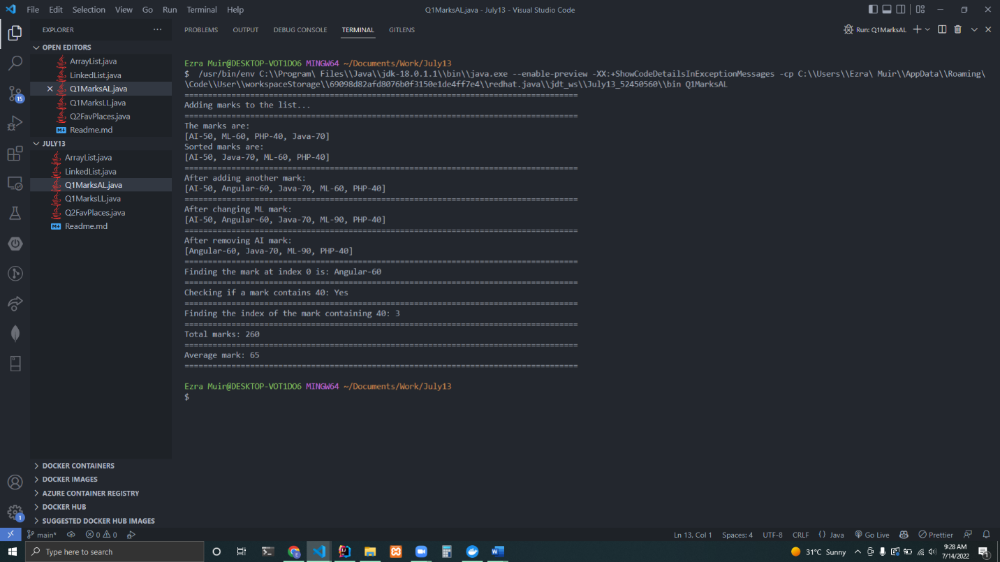 File Edit Selection View Go Run Terminal Help
Q1MarksAL.java - July13 - Visual Studio Code
EXPLORER
OPEN EDITORS
ArrayList.java
LinkedList.java
Q1MarksAL.java
Q1MarksLL.java
Q2FavPlaces.java
Readme.md
JULY13
ArrayList.java
LinkedList.java
Q1MarksAL.java
Q1MarksLL.java
Q2FavPlaces.java
Readme.md
DOCKER CONTAINERS
DOCKER IMAGES
AZURE CONTAINER REGISTRY
DOCKER HUB
SUGGESTED DOCKER HUB IMAGES
15
1
PROBLEMS OUTPUT DEBUG CONSOLE TERMINAL GITLENS
Run: Q1MarksAL
Ezra Muir@DESKTOP-VOT1DO6 MINGW64 ~/Documents/Work/July13
$  /usr/bin/env C:\\Program\ Files\\Java\\jdk-18.0.1.1\\bin\\java.exe --enable-preview -XX:+ShowCodeDetailsInExceptionMessages -cp C:\\Users\\Ezra\ Muir\\AppData\\Roaming\
\Code\\User\\workspaceStorage\\69098d82afd8076b0f3150e1de4ff7e4\\redhat.java\\jdt_ws\\July13_52450560\\bin Q1MarksAL
====================================================================================
Adding marks to the list...
====================================================================================
The marks are:
[AI-50, ML-60, PHP-40, Java-70]
Sorted marks are:
[AI-50, Java-70, ML-60, PHP-40]
====================================================================================
After adding another mark:
[AI-50, Angular-60, Java-70, ML-60, PHP-40]
====================================================================================
After changing ML mark:
[AI-50, Angular-60, Java-70, ML-90, PHP-40]
====================================================================================
After removing AI mark:
[Angular-60, Java-70, ML-90, PHP-40]
====================================================================================
Finding the mark at index 0 is: Angular-60
====================================================================================
Checking if a mark contains 40: Yes
====================================================================================
Finding the index of the mark containing 40: 3
====================================================================================
Total marks: 260
====================================================================================
Average mark: 65
====================================================================================
Ezra Muir@DESKTOP-VOT1DO6 MINGW64 ~/Documents/Work/July13
$
main* 0 0
Ln 13, Col 1 Spaces: 4 UTF-8 CRLF {} Java Go Live Prettier
Type here to search
31°C Sunny
9:28 AM
7/14/2022
1